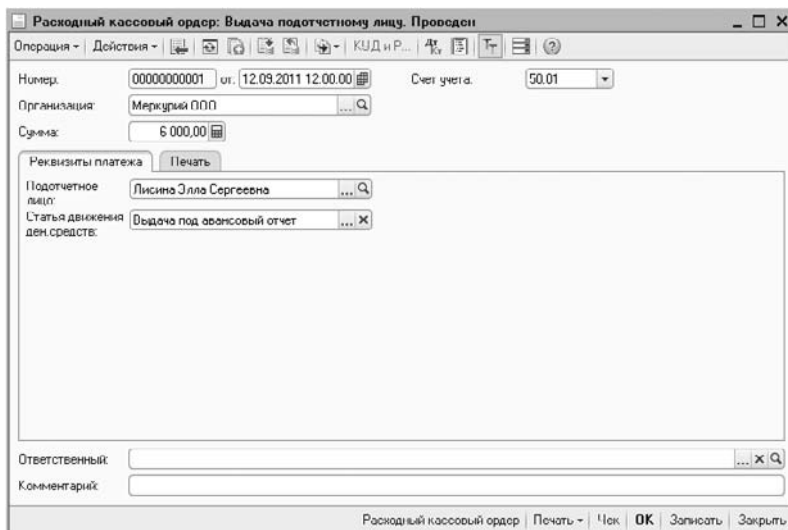 Расходный кассовый ордер: Выдача подотчетному лицу. Проведен
Операция Действия КУДиР... Дт Кт
Номер: 00000000001 от: 12.09.2011 12:00:00 Счет учета: 50.01
Организация: Меркурий ООО
Сумма: 6 000,00
Реквизиты платежа Печать
Подотчетное
лицо: Лисина Элла Сергеевна
Статья движения
ден.средств: Выдача под авансовый отчет
Ответственный:
Комментарий:
Расходный кассовый ордер Печать Чек OK Записать Закрыть